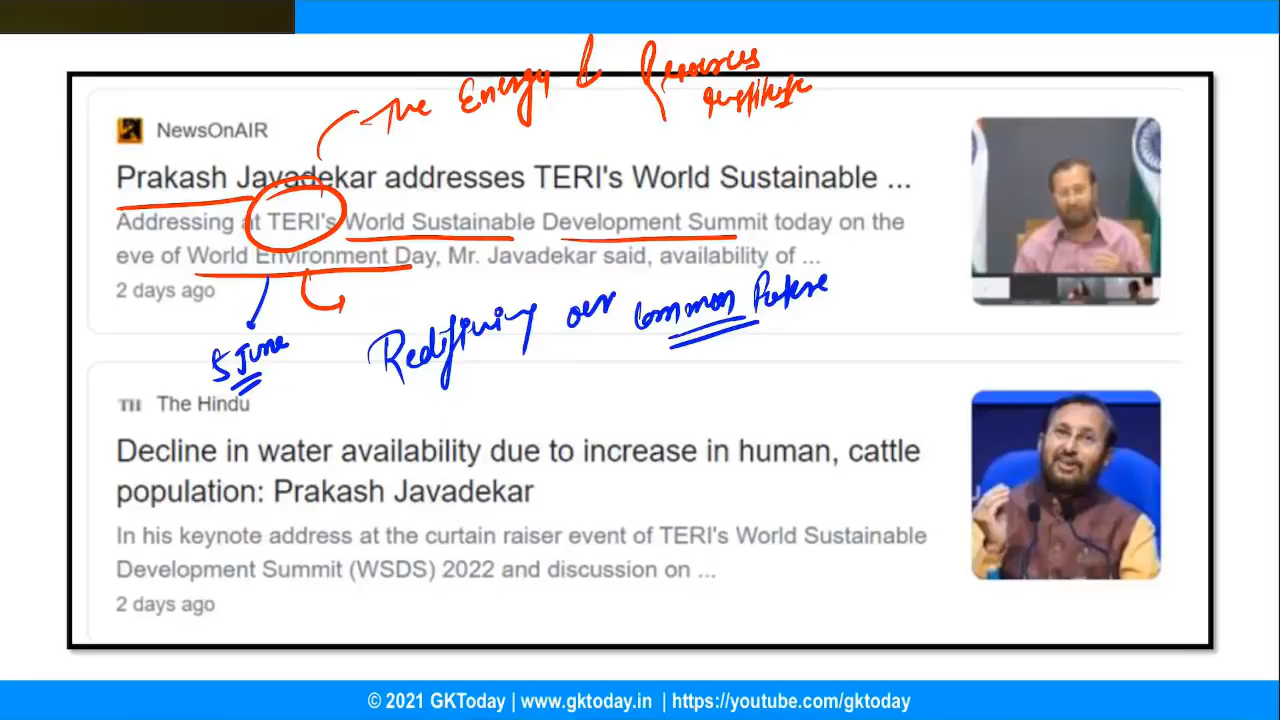 The Energy & Resources
Institute
NewsOnAIR
Prakash Javadekar addresses TERI's World Sustainable ...
Addressing at TERI's World Sustainable Development Summit today on the
eve of World Environment Day, Mr. Javadekar said, availability of ...
2 days ago
Redefining our common future
5 June
TH The Hindu
Decline in water availability due to increase in human, cattle
population: Prakash Javadekar
In his keynote address at the curtain raiser event of TERI's World Sustainable
Development Summit (WSDS) 2022 and discussion on ...
2 days ago
© 2021 GKToday | www.gktoday.in | https://youtube.com/gktoday